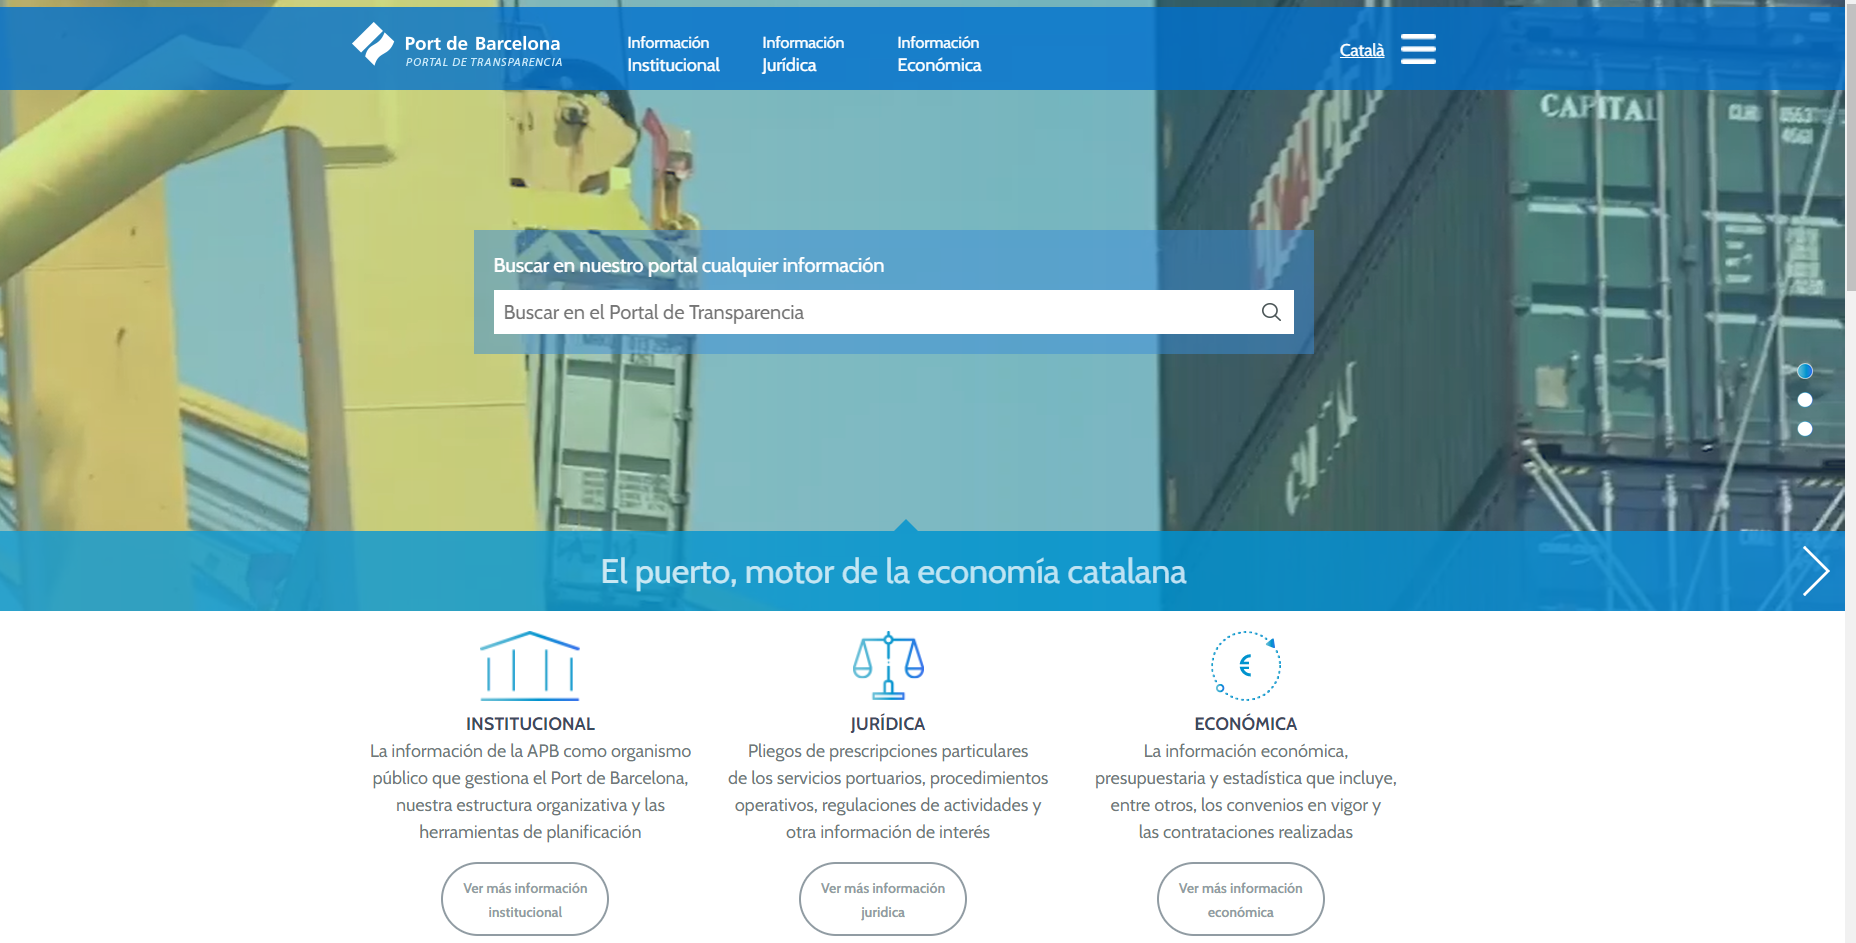 Port de Barcelona
PORTAL DE TRANSPARENCIA
Información
Institucional
Información
Jurídica
Información
Económica
Català
CAPITAL
4561
Buscar en nuestro portal cualquier información
Buscar en el Portal de Transparencia
El puerto, motor de la economía catalana
INSTITUCIONAL
La información de la APB como organismo
público que gestiona el Port de Barcelona,
nuestra estructura organizativa y las
herramientas de planificación
Ver más información
institucional
JURÍDICA
Pliegos de prescripciones particulares
de los servicios portuarios, procedimientos
operativos, regulaciones de actividades y
otra información de interés
Ver más información
juridica
€
ECONÓMICA
La información económica,
presupuestaria y estadística que incluye,
entre otros, los convenios en vigor y
las contrataciones realizadas
Ver más información
económica